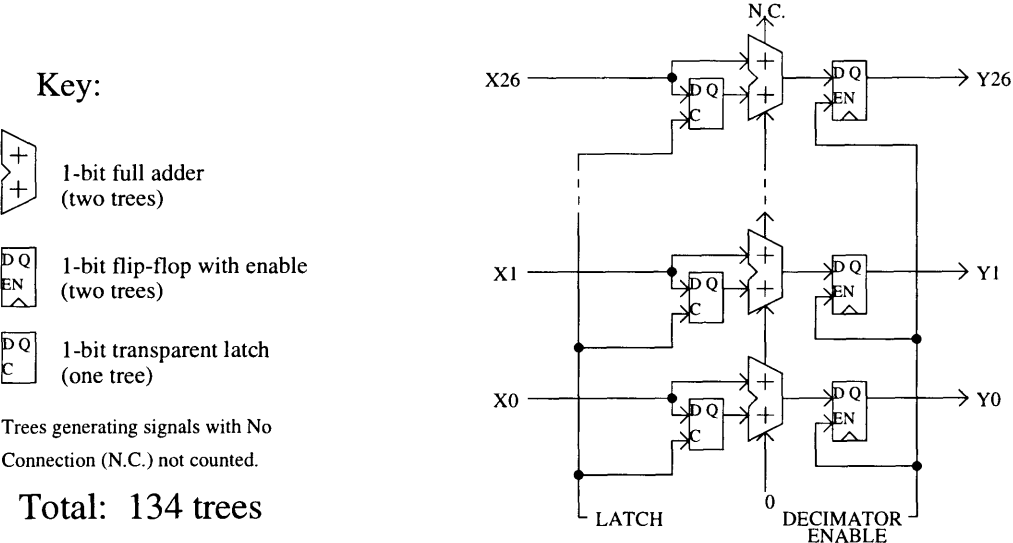 Key:
+
+
1-bit full adder
(two trees)
D Q
EN
1-bit flip-flop with enable
(two trees)
D Q
C
1-bit transparent latch
(one tree)
Trees generating signals with No
Connection (N.C.) not counted.
Total: 134 trees
N.C.
X26
D Q
C
+
+
D Q
EN
Y26
X1
D Q
C
+
+
D Q
EN
Y1
X0
D Q
C
+
+
D Q
EN
Y0
0
LATCH
DECIMATOR
ENABLE